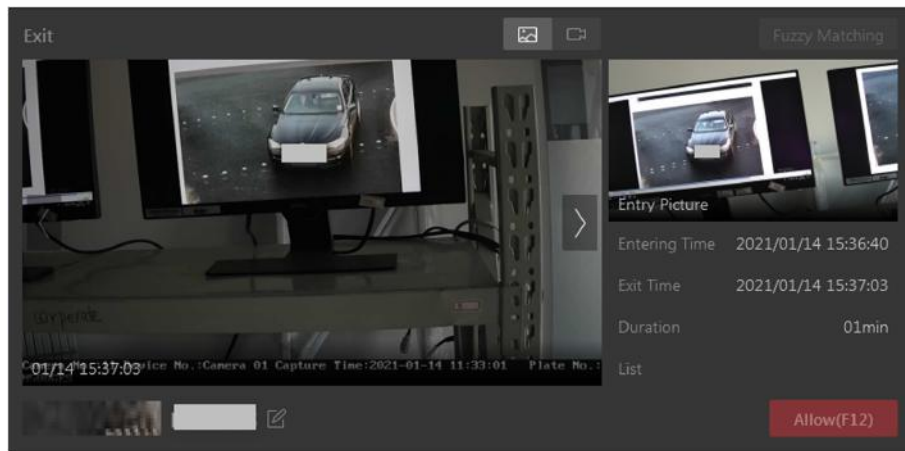 Exit
Fuzzy Matching
Entry Picture
Entering Time 2021/01/14 15:36:40
Exit Time 2021/01/14 15:37:03
Duration 01min
List
01/14 15:37:03
Device No.:Camera 01 Capture Time:2021-01-14 11:33:01 Plate No.:
Allow(F12)